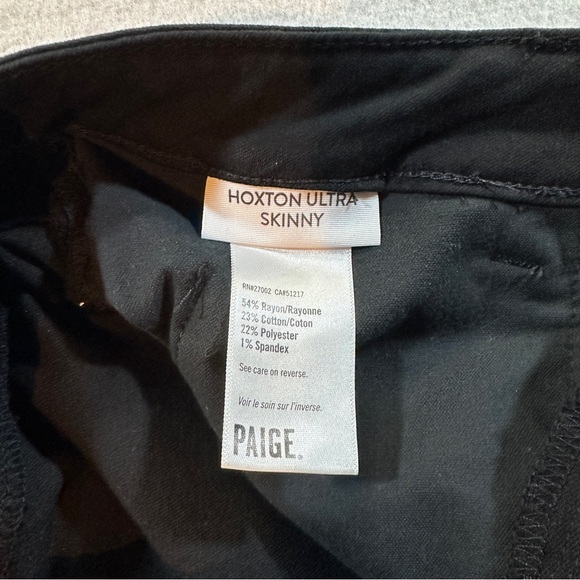 HOXTON ULTRA
SKINNY
RN#27002 CA#51217
54% Rayon/Rayonne
23% Cotton/Coton
22% Polyester
1% Spandex
See care on reverse.
Voir le soin sur l'inverse.
PAIGE.